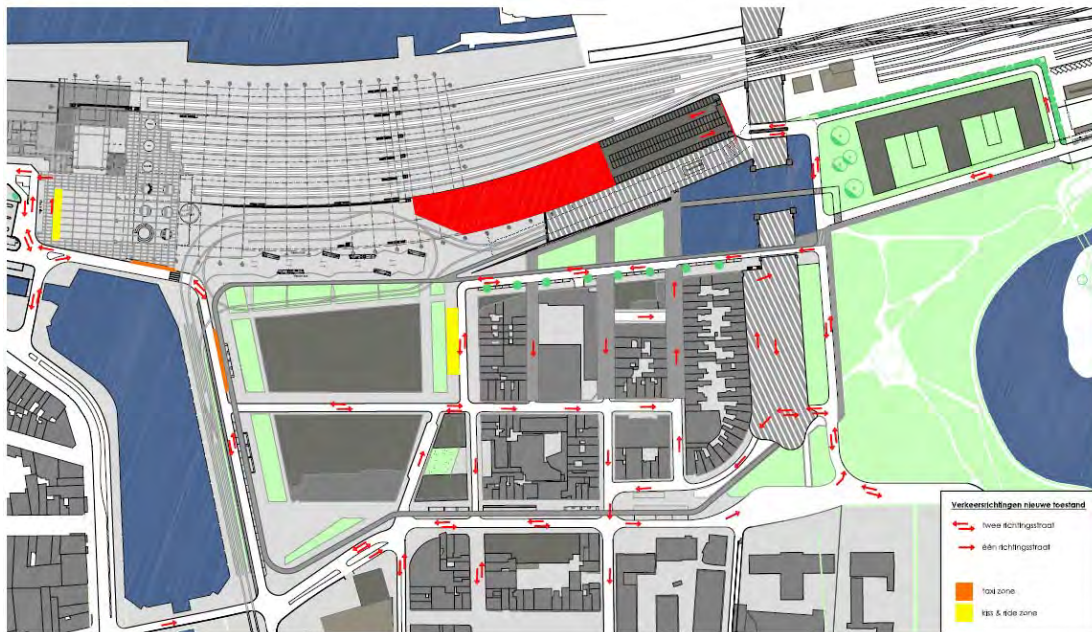 Verkeersrichtingen nieuwe toestand
twee richtingsstraat
één richtingsstraat
taxi zone
kiss & ride zone